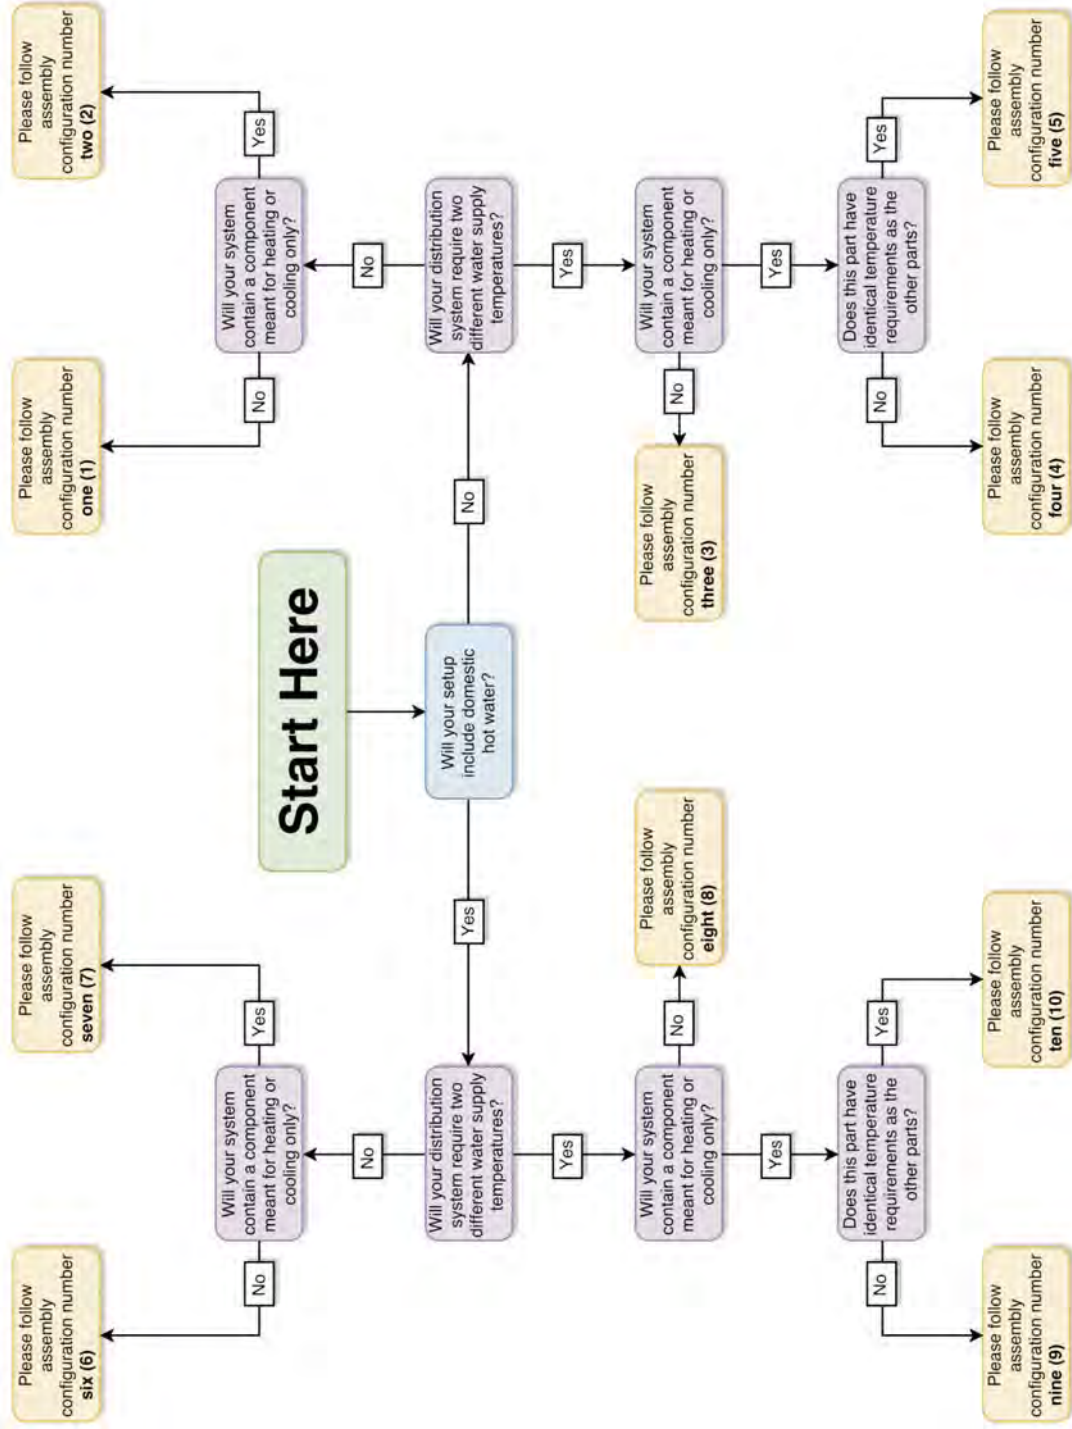 Please follow
assembly
configuration number
six (6)
Please follow
assembly
configuration number
seven (7)
Please follow
assembly
configuration number
one (1)
Please follow
assembly
configuration number
two (2)
No
Yes
No
Yes
Will your system
contain a component
meant for heating or
cooling only?
Start Here
Will your system
contain a component
meant for heating or
cooling only?
No
No
Will your distribution
system require two
different water supply
temperatures?
Yes
Will your setup
include domestic
hot water?
No
Will your distribution
system require two
different water supply
temperatures?
Yes
Yes
Will your system
contain a component
meant for heating or
cooling only?
No
Please follow
assembly
configuration number
eight (8)
Please follow
assembly
configuration number
three (3)
No
Will your system
contain a component
meant for heating or
cooling only?
Yes
Yes
No
Does this part have
identical temperature
requirements as the
other parts?
Yes
No
Does this part have
identical temperature
requirements as the
other parts?
Yes
Please follow
assembly
configuration number
nine (9)
Please follow
assembly
configuration number
ten (10)
Please follow
assembly
configuration number
four (4)
Please follow
assembly
configuration number
five (5)